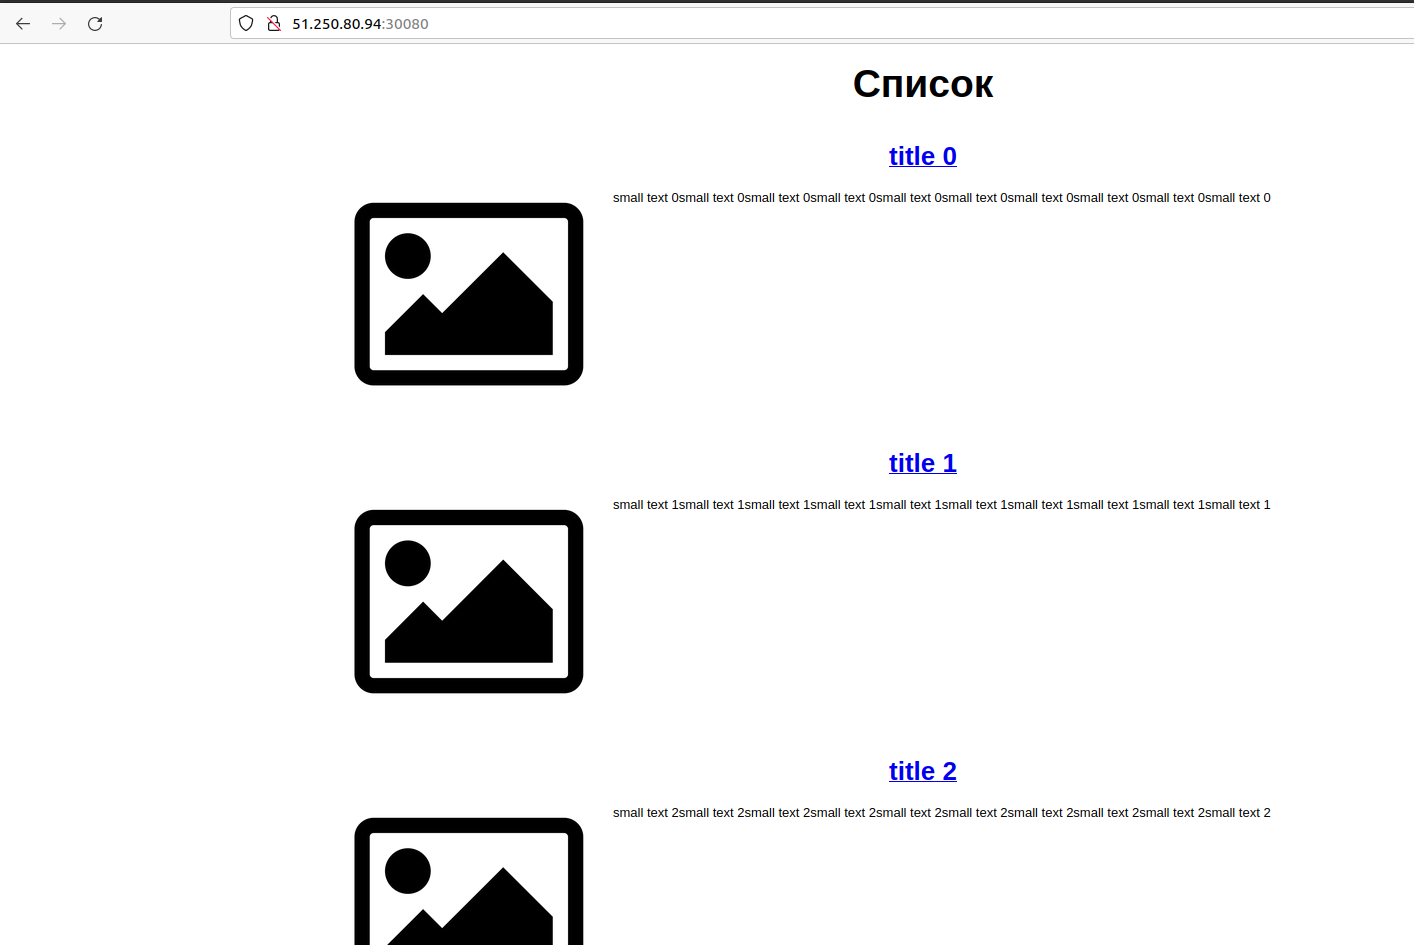 51.250.80.94:30080
Список
title 0
small text 0small text 0small text 0small text 0small text 0small text 0small text 0small text 0small text 0small text 0
title 1
small text 1small text 1small text 1small text 1small text 1small text 1small text 1small text 1small text 1small text 1
title 2
small text 2small text 2small text 2small text 2small text 2small text 2small text 2small text 2small text 2small text 2